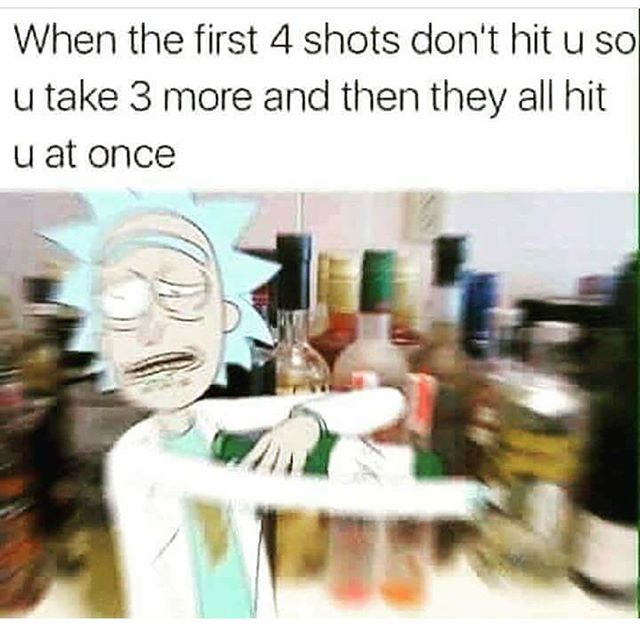 When the first 4 shots don't hit u so
u take 3 more and then they all hit
u at once